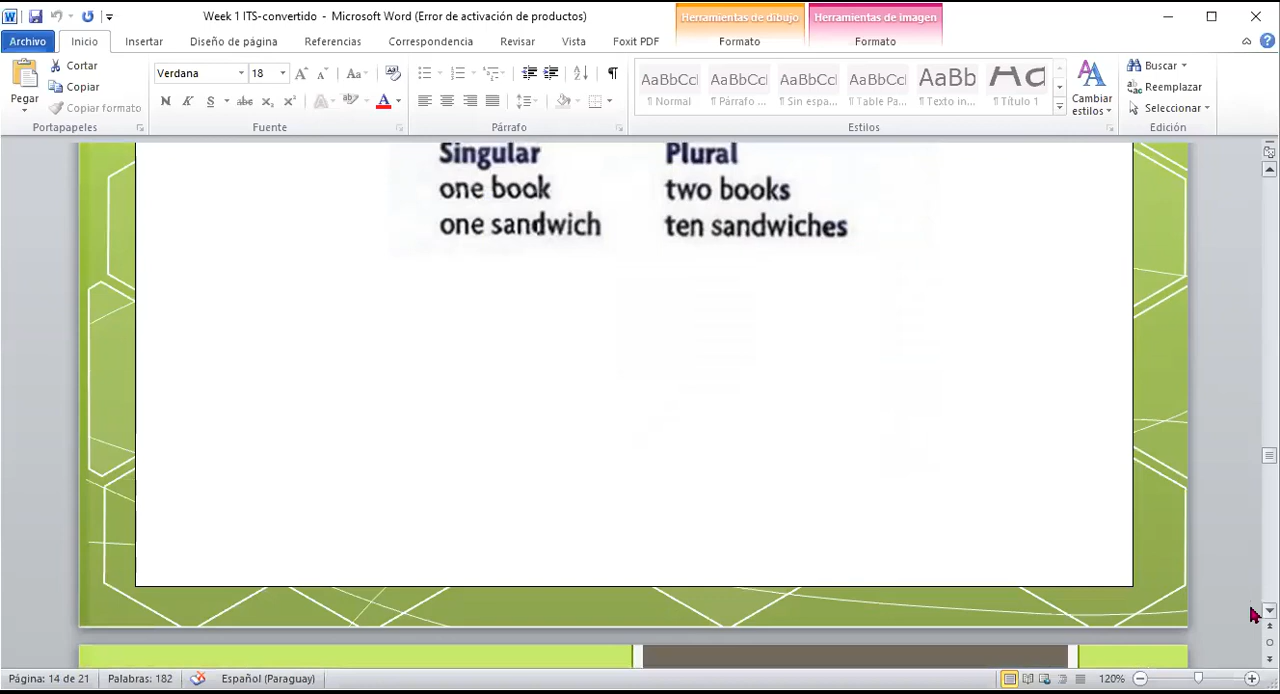 Week 1 ITS-convertido - Microsoft Word (Error de activación de productos)
Herramientas de dibujo
Herramientas de imagen
Archivo
Inicio
Insertar
Diseño de página
Referencias
Correspondencia
Revisar
Vista
Foxit PDF
Formato
Formato
Pegar
Cortar
Copiar
Copiar formato
Portapapeles
Verdana
18
Fuente
Párrafo
AaBbCcI
¶ Normal
AaBbCcI
¶ Párrafo ...
AaBbCcI
¶ Sin espa...
AaBbCcI
¶ Table Pa...
AaBb
¶ Texto in...
AaC
¶ Título 1
Cambiar
estilos
Estilos
Buscar
Reemplazar
Seleccionar
Edición
Singular Plural
one book two books
one sandwich ten sandwiches
Página: 14 de 21
Palabras: 182
Español (Paraguay)
120%